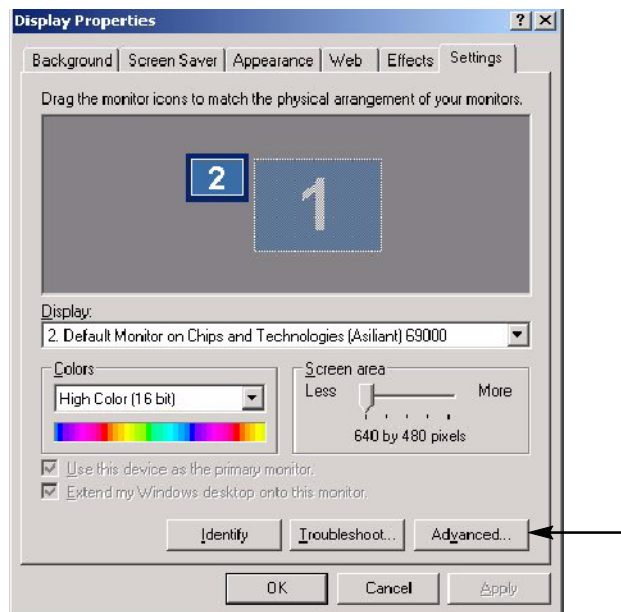 Display Properties
Background Screen Saver Appearance Web Effects Settings
Drag the monitor icons to match the physical arrangement of your monitors.
2 1
Display:
2. Default Monitor on Chips and Technologies (Asiliant) 69000
Colors
High Color (16 bit)
Screen area
Less More
640 by 480 pixels
Use this device as the primary monitor.
Extend my Windows desktop onto this monitor.
Identify Troubleshoot... Advanced...
OK Cancel Apply